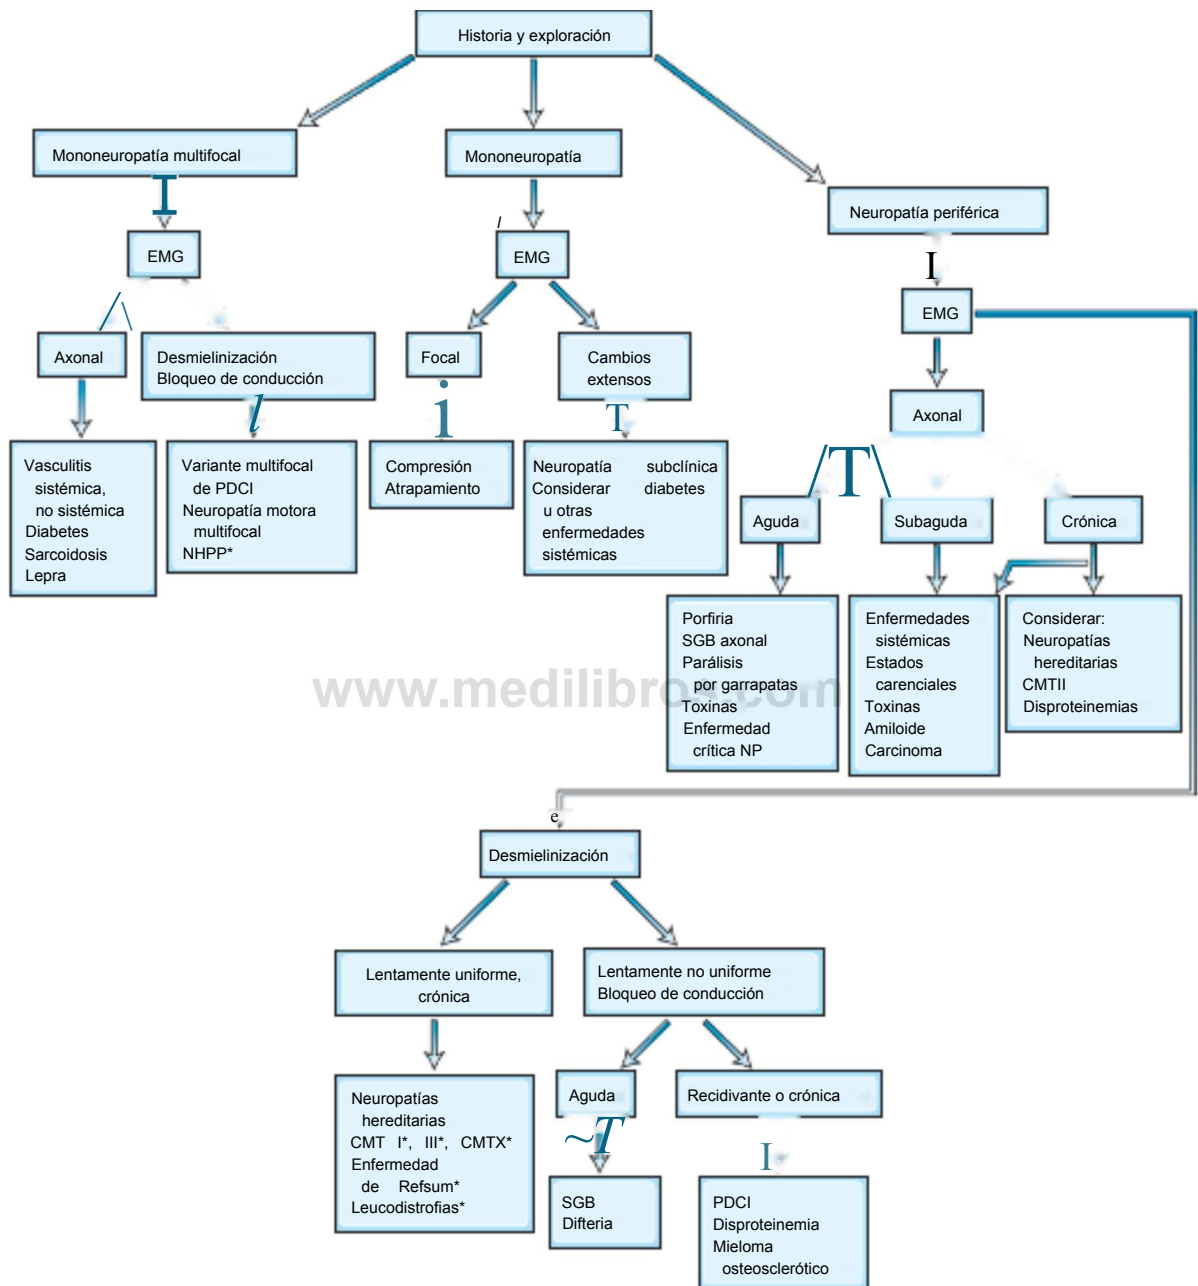 Historia y exploración
Mononeuropatía multifocal
Mononeuropatía
Neuropatía periférica
EMG
EMG
EMG
Axonal
Desmielinización
Bloqueo de conducción
Focal
Cambios
extensos
Axonal
Vasculitis
sistémica,
no sistémica
Diabetes
Sarcoidosis
Lepra
Variante multifocal
de PDCI
Neuropatía motora
multifocal
NHPP*
Compresión
Atrapamiento
Neuropatía subclínica
Considerar diabetes
u otras
enfermedades
sistémicas
Aguda
Subaguda
Crónica
Porfiria
SGB axonal
Parálisis
por garrapatas
Toxinas
Enfermedad
crítica NP
Enfermedades
sistémicas
Estados
carenciales
Toxinas
Amiloide
Carcinoma
Considerar:
Neuropatías
hereditarias
CMTII
Disproteinemias
www.medilibros.com
Desmielinización
Lentamente uniforme,
crónica
Lentamente no uniforme
Bloqueo de conducción
Neuropatías
hereditarias
CMT I*, III*, CMTX*
Enfermedad
de Refsum*
Leucodistrofias*
Aguda
Recidivante o crónica
SGB
Difteria
PDCI
Disproteinemia
Mieloma
osteosclerótico